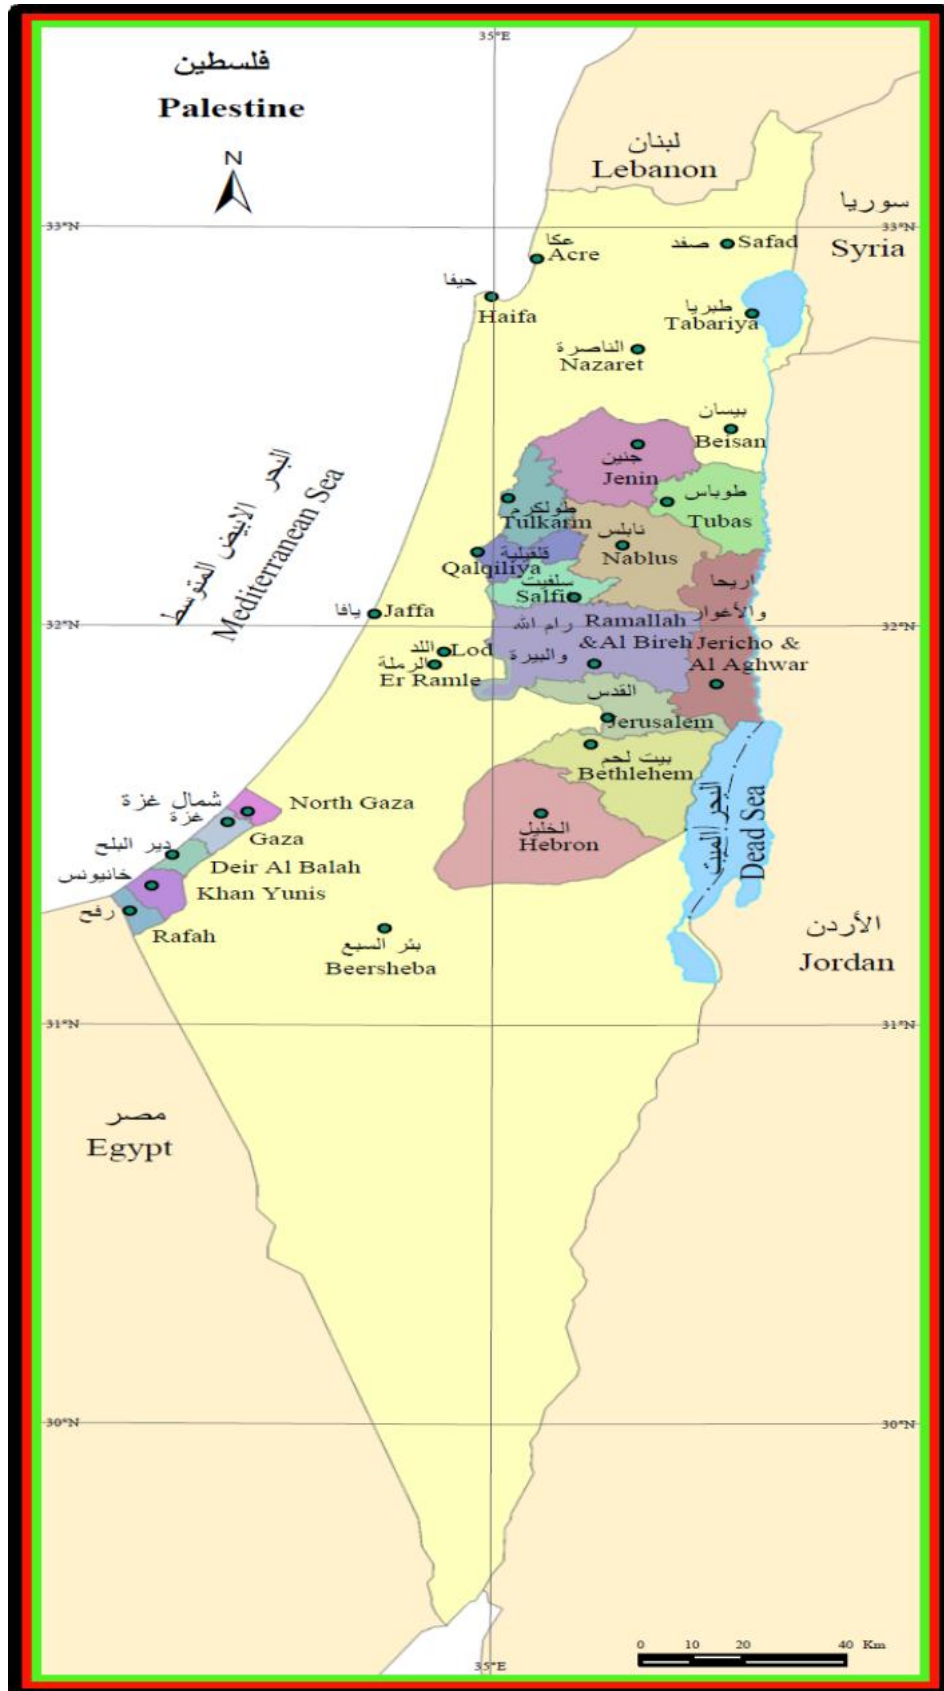 35°E
فلسطين
Palestine
N
لبنان
Lebanon
سوريا
Syria
33°N
33°N
عكا
Acre
صفد Safad
حيفا
Haifa
طبريا
Tabariya
الناصرة
Nazaret
بيسان
Beisan
جنين
Jenin
طوباس
Tubas
طولكرم
Tulkarm
نابلس
Nablus
قلقيلية
Qalqiliya
سلفيت
Salfit
البحر الابيض المتوسط
Mediterranean Sea
اريحا
والأغوار
Jericho &
Al Aghwar
يافا Jaffa
32°N
32°N
رام الله
والبيرة
Ramallah
& Al Bireh
اللد Lod
الرملة
Er Ramle
القدس
Jerusalem
بيت لحم
Bethlehem
البحر الميت
Dead Sea
الخليل
Hebron
شمال غزة
North Gaza
غزة
Gaza
دير البلح
Deir Al Balah
خانيونس
Khan Yunis
رفح
Rafah
بئر السبع
Beersheba
الأردن
Jordan
31°N
31°N
مصر
Egypt
30°N
30°N
0 10 20 40 Km
35°E